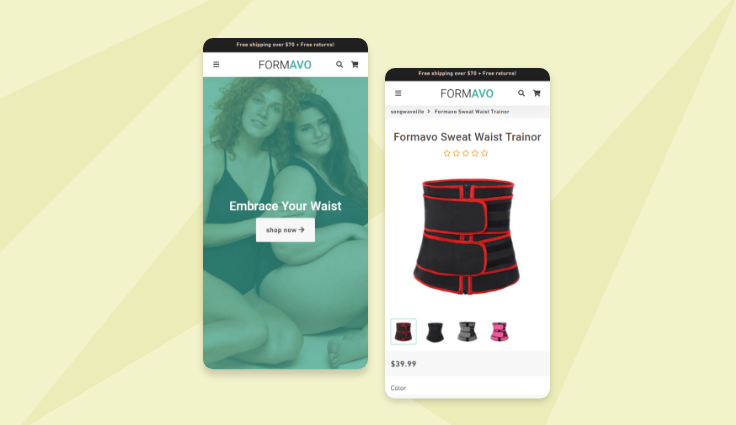 Free shipping over $70 + Free returns!
FORMAVO
Embrace Your Waist
shop now →
Free shipping over $70 + Free returns!
FORMAVO
songwavolife > Formavo Sweat Waist Trainor
Formavo Sweat Waist Trainor
$39.99
Color